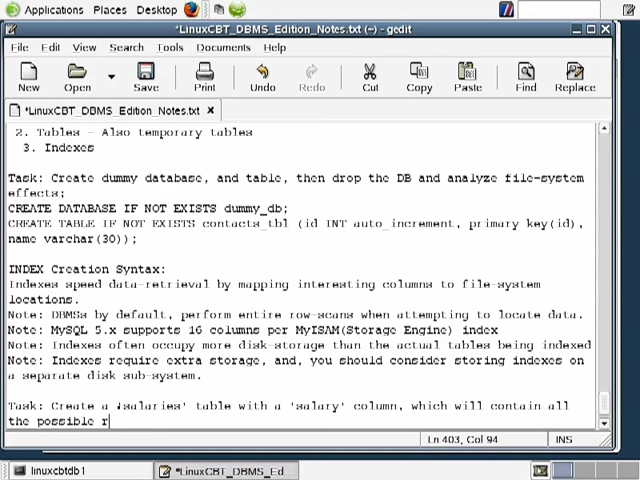 Applications Places Desktop
*LinuxCBT_DBMS_Edition_Notes.txt (~) - gedit
File Edit View Search Tools Documents Help
New Open Save Print Undo Redo Cut Copy Paste Find Replace
*LinuxCBT_DBMS_Edition_Notes.txt x
2. Tables - Also temporary tables
3. Indexes
Task: Create dummy database, and table, then drop the DB and analyze file-system
effects;
CREATE DATABASE IF NOT EXISTS dummy_db;
CREATE TABLE IF NOT EXISTS contacts_tbl (id INT auto_increment, primary key(id),
name varchar(30));
INDEX Creation Syntax:
Indexes speed data-retrieval by mapping interesting columns to file-system
locations.
Note: DBMSs by default, perform entire row-scans when attempting to locate data.
Note: MySQL 5.x supports 16 columns per MyISAM(Storage Engine) index
Note: Indexes often occupy more disk-storage than the actual tables being indexed
Note: Indexes require extra storage, and, you should consider storing indexes on
a separate disk sub-system.
Task: Create a 'salaries' table with a 'salary' column, which will contain all
the possible r
Ln 403, Col 94 INS
linuxcbtdb1 *LinuxCBT_DBMS_Ed